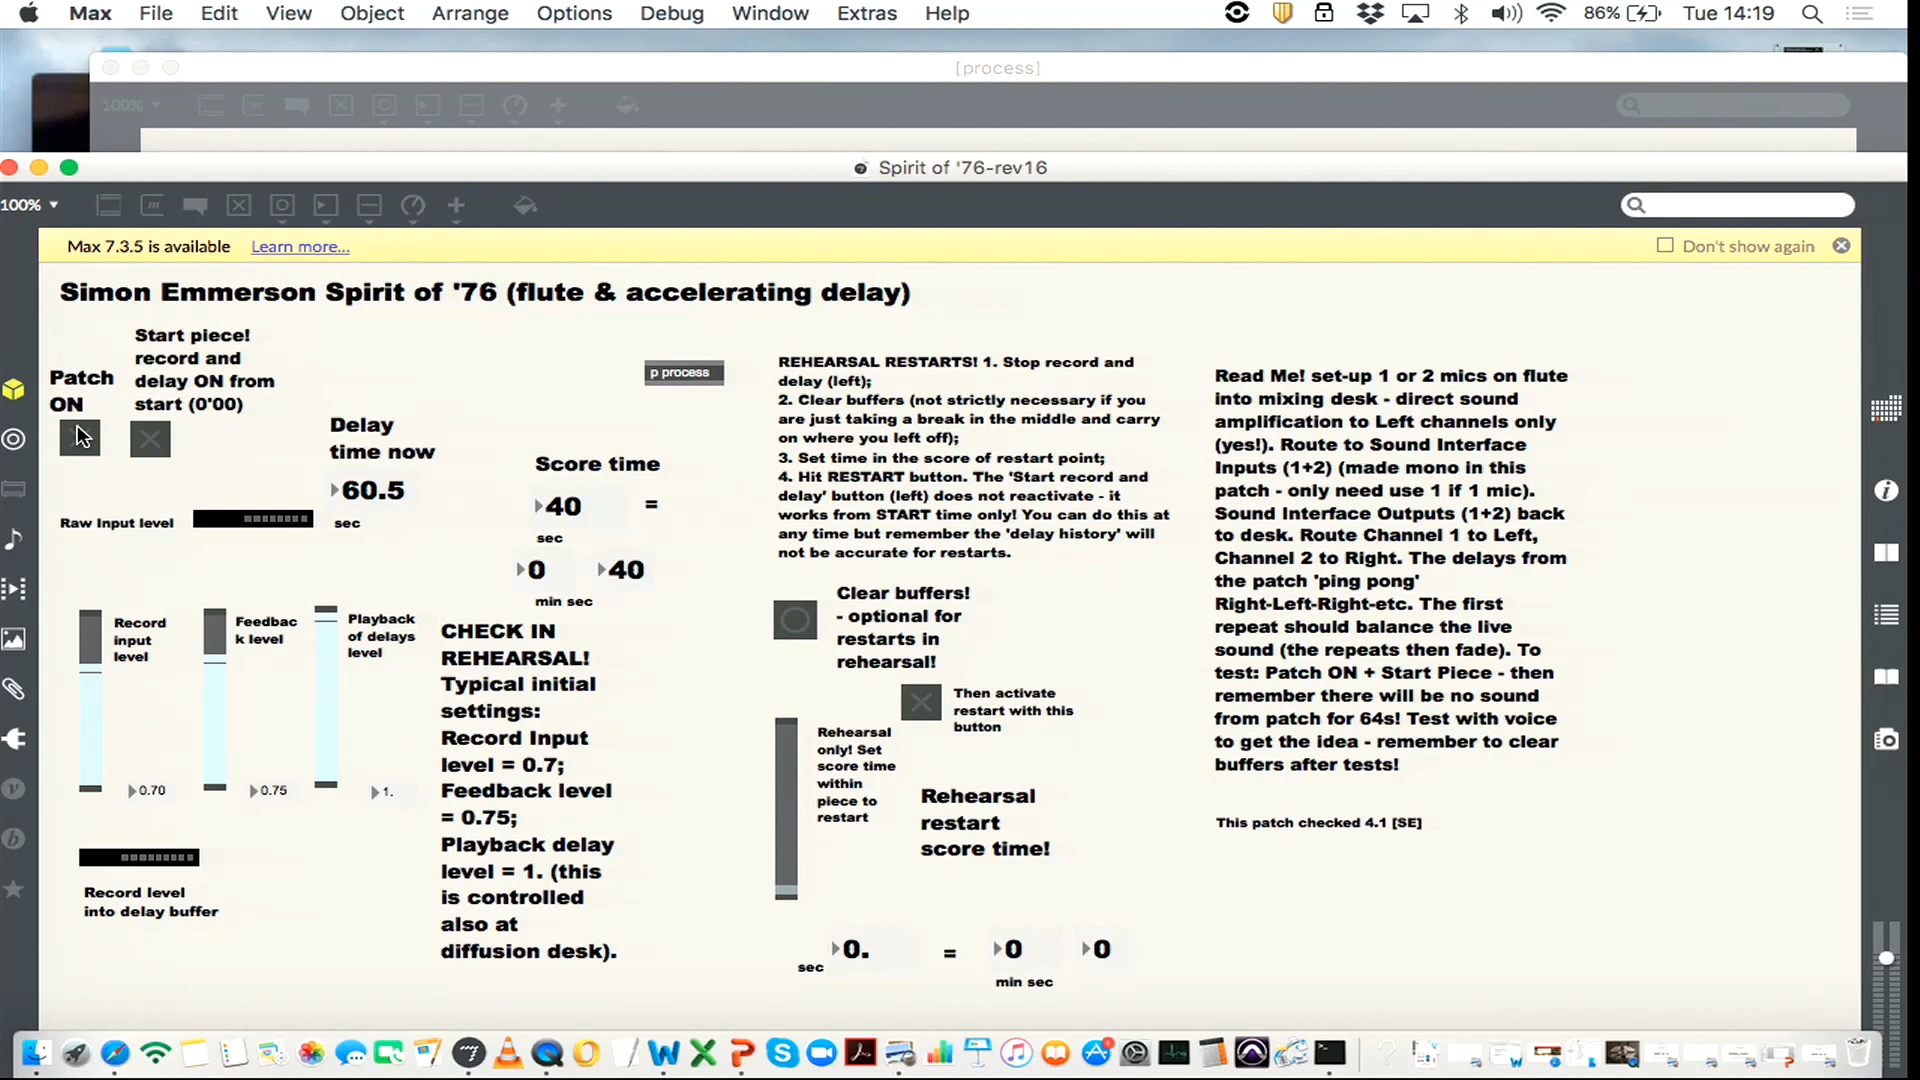 Max File Edit View Object Arrange Options Debug Window Extras Help 86% Tue 14:19
[process]
100%
Spirit of '76-rev16
100%
Max 7.3.5 is available Learn more... Don't show again
Simon Emmerson Spirit of '76 (flute & accelerating delay)
Patch
ON
Start piece!
record and
delay ON from
start (0'00)
Raw Input level
Delay
time now
60.5
sec
p process
Score time
40 =
sec
0 40
min sec
Record
input
level
0.70
Feedbac
k level
0.75
Playback
of delays
level
1.
Record level
into delay buffer
CHECK IN
REHEARSAL!
Typical initial
settings:
Record Input
level = 0.7;
Feedback level
= 0.75;
Playback delay
level = 1. (this
is controlled
also at
diffusion desk).
REHEARSAL RESTARTS! 1. Stop record and
delay (left);
2. Clear buffers (not strictly necessary if you
are just taking a break in the middle and carry
on where you left off);
3. Set time in the score of restart point;
4. Hit RESTART button. The 'Start record and
delay' button (left) does not reactivate - it
works from START time only! You can do this at
any time but remember the 'delay history' will
not be accurate for restarts.
Clear buffers!
- optional for
restarts in
rehearsal!
Then activate
restart with this
button
Rehearsal
only! Set
score time
within
piece to
restart
Rehearsal
restart
score time!
sec 0. = 0 0
min sec
Read Me! set-up 1 or 2 mics on flute
into mixing desk - direct sound
amplification to Left channels only
(yes!). Route to Sound Interface
Inputs (1+2) (made mono in this
patch - only need use 1 if 1 mic).
Sound Interface Outputs (1+2) back
to desk. Route Channel 1 to Left,
Channel 2 to Right. The delays from
the patch 'ping pong'
Right-Left-Right-etc. The first
repeat should balance the live
sound (the repeats then fade). To
test: Patch ON + Start Piece - then
remember there will be no sound
from patch for 64s! Test with voice
to get the idea - remember to clear
buffers after tests!
This patch checked 4.1 [SE]